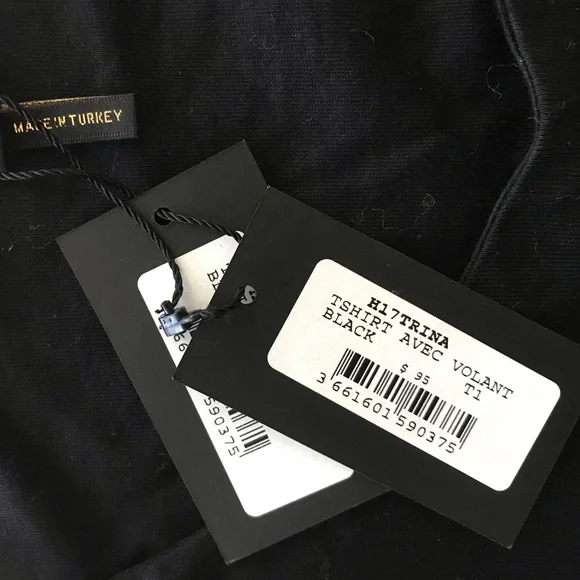 MADE IN TURKEY
H17TRINA
TSHIRT AVEC VOLANT
BLACK
$ 95 T1
3 661601 590375
590375